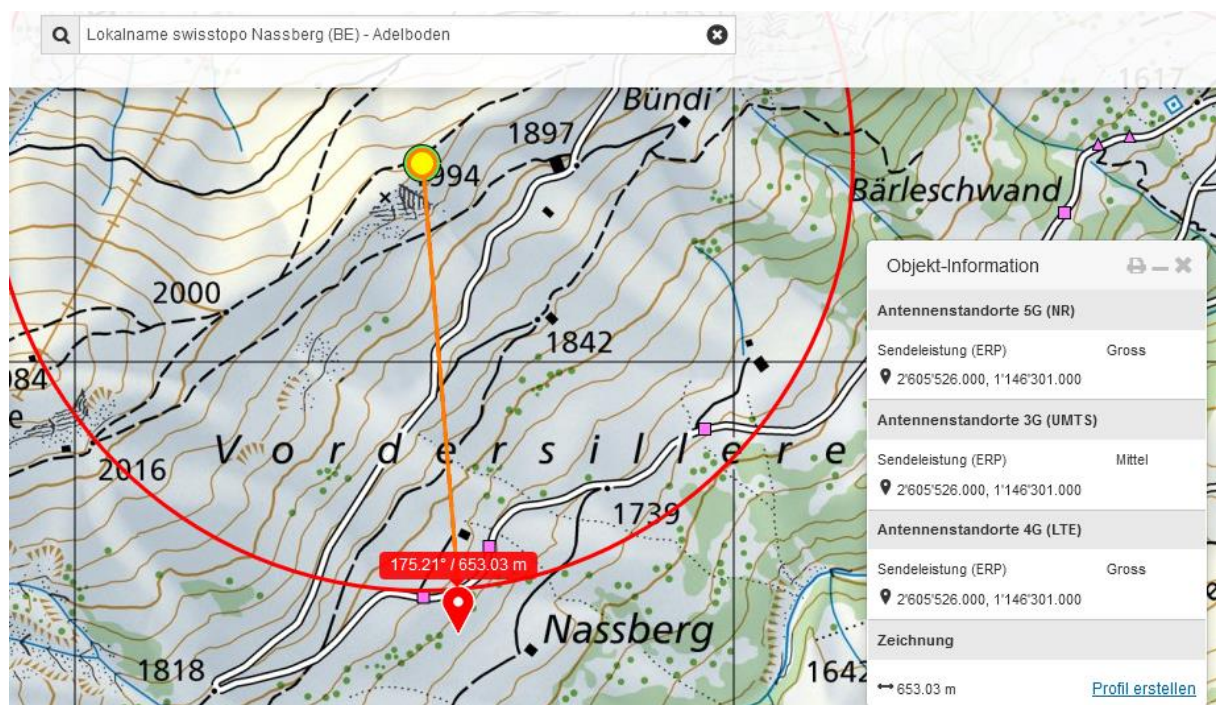 Lokalname swisstopo Nassberg (BE) - Adelboden
1617
Bündi
1897
994
Bärleschwand
Objekt-Information
Antennenstandorte 5G (NR)
Sendeleistung (ERP) Gross
2'605'526.000, 1'146'301.000
Antennenstandorte 3G (UMTS)
Sendeleistung (ERP) Mittel
2'605'526.000, 1'146'301.000
Antennenstandorte 4G (LTE)
Sendeleistung (ERP) Gross
2'605'526.000, 1'146'301.000
Zeichnung
653.03 m Profil erstellen
2000
1842
984
e
Vordersillere
2016
1739
175.21° / 653.03 m
Nassberg
1818
1642